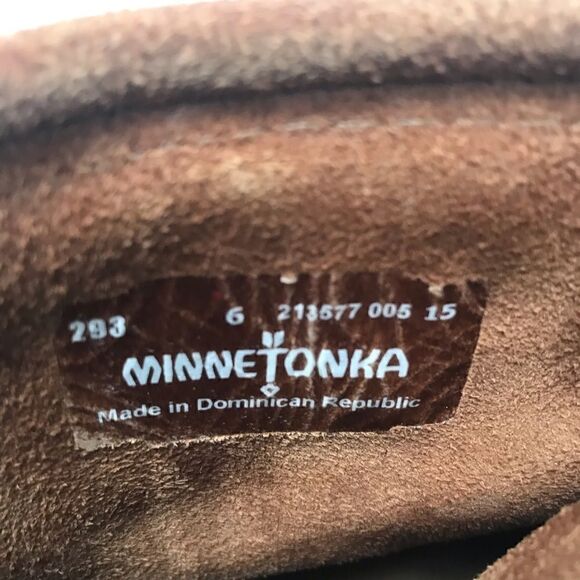 293 6 213577 005 15
MINNETONKA
Made in Dominican Republic